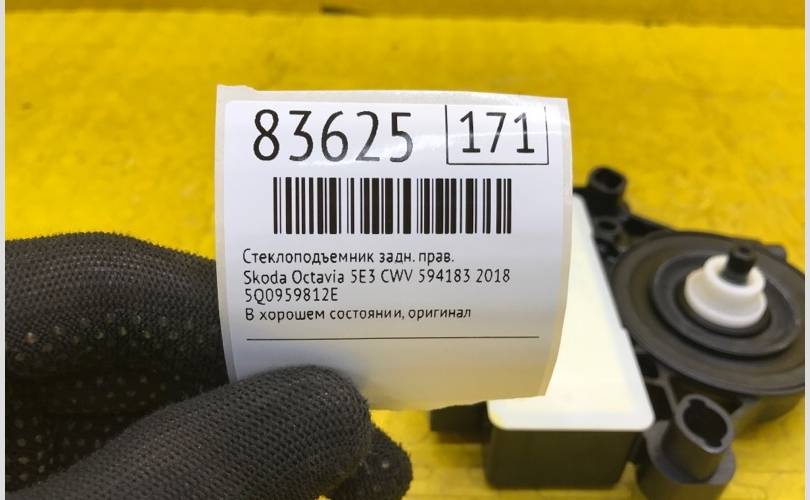 83625 171
Стеклоподъемник задн. прав.
Skoda Octavia 5E3 CWV 594183 2018
5Q0959812E
В хорошем состоянии, оригинал